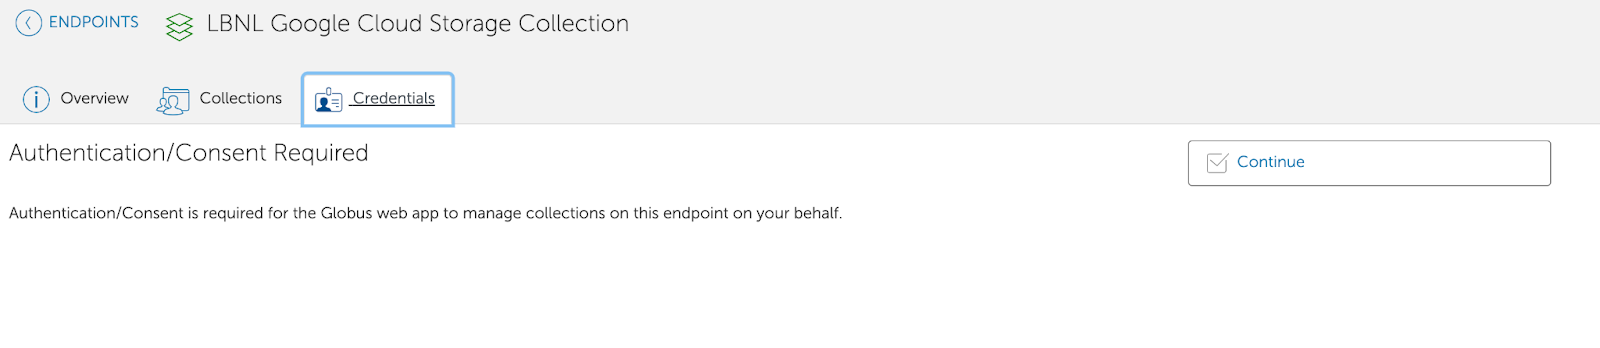 ENDPOINTS LBNL Google Cloud Storage Collection
Overview Collections Credentials
Authentication/Consent Required
Continue
Authentication/Consent is required for the Globus web app to manage collections on this endpoint on your behalf.